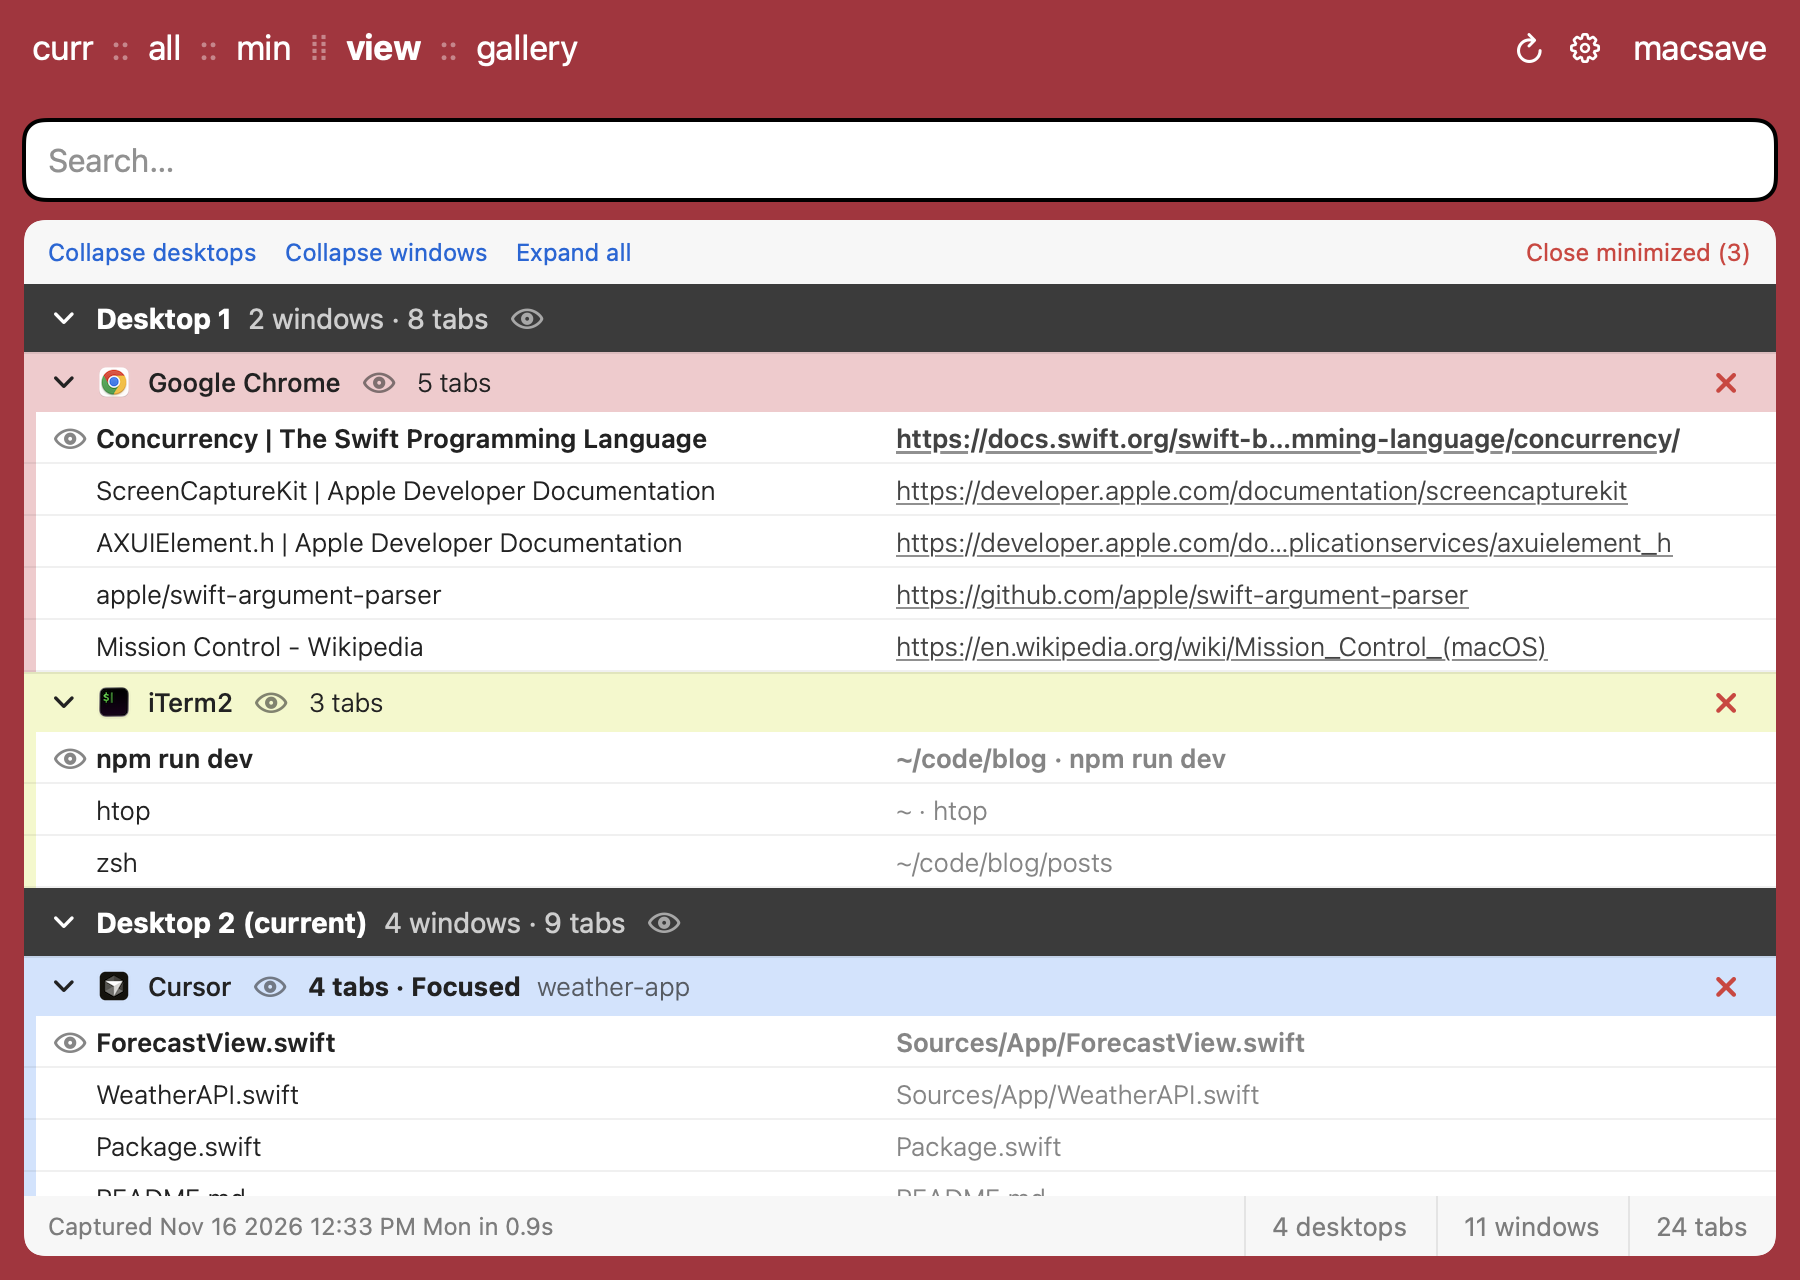 curr :: all :: min view :: gallery macsave
Search...
Collapse desktops Collapse windows Expand all Close minimized (3)
Desktop 1 2 windows · 8 tabs
Google Chrome 5 tabs
Concurrency | The Swift Programming Language https://docs.swift.org/swift-b...mming-language/concurrency/
ScreenCaptureKit | Apple Developer Documentation https://developer.apple.com/documentation/screencapturekit
AXUIElement.h | Apple Developer Documentation https://developer.apple.com/do...plicationservices/axuielement_h
apple/swift-argument-parser https://github.com/apple/swift-argument-parser
Mission Control - Wikipedia https://en.wikipedia.org/wiki/Mission_Control_(macOS)
$
iTerm2 3 tabs
npm run dev ~/code/blog · npm run dev
htop ~ · htop
zsh ~/code/blog/posts
Desktop 2 (current) 4 windows · 9 tabs
Cursor 4 tabs · Focused weather-app
ForecastView.swift Sources/App/ForecastView.swift
WeatherAPI.swift Sources/App/WeatherAPI.swift
Package.swift Package.swift
README.md README.md
Captured Nov 16 2026 12:33 PM Mon in 0.9s 4 desktops 11 windows 24 tabs